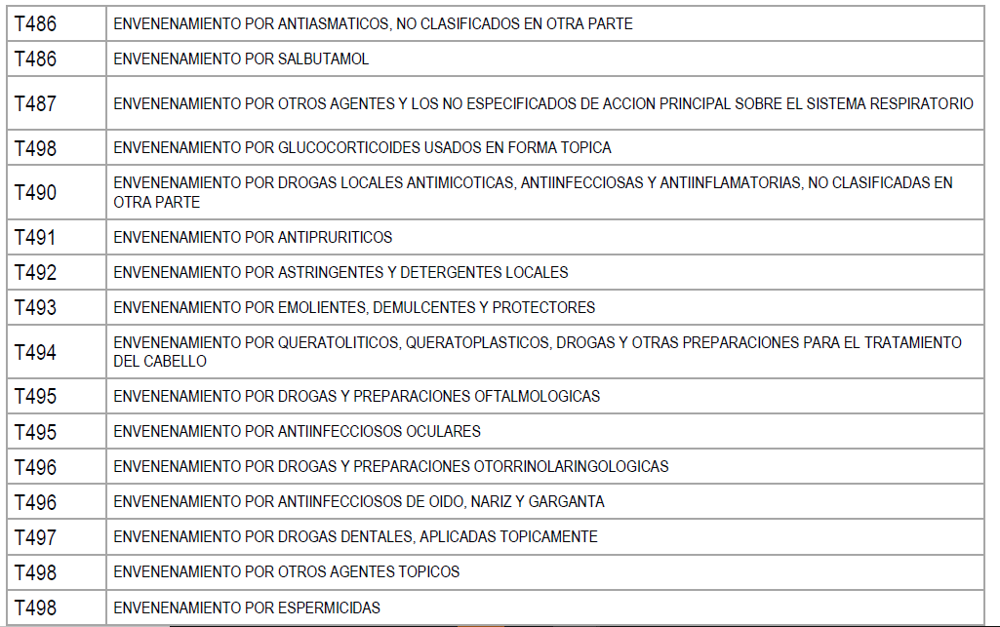 T486 ENVENENAMIENTO POR ANTIASMATICOS, NO CLASIFICADOS EN OTRA PARTE
T486 ENVENENAMIENTO POR SALBUTAMOL
T487 ENVENENAMIENTO POR OTROS AGENTES Y LOS NO ESPECIFICADOS DE ACCION PRINCIPAL SOBRE EL SISTEMA RESPIRATORIO
T498 ENVENENAMIENTO POR GLUCOCORTICOIDES USADOS EN FORMA TOPICA
T490 ENVENENAMIENTO POR DROGAS LOCALES ANTIMICOTICAS, ANTIINFECCIOSAS Y ANTIINFLAMATORIAS, NO CLASIFICADAS EN
OTRA PARTE
T491 ENVENENAMIENTO POR ANTIPRURITICOS
T492 ENVENENAMIENTO POR ASTRINGENTES Y DETERGENTES LOCALES
T493 ENVENENAMIENTO POR EMOLIENTES, DEMULCENTES Y PROTECTORES
T494 ENVENENAMIENTO POR QUERATOLITICOS, QUERATOPLASTICOS, DROGAS Y OTRAS PREPARACIONES PARA EL TRATAMIENTO
DEL CABELLO
T495 ENVENENAMIENTO POR DROGAS Y PREPARACIONES OFTALMOLOGICAS
T495 ENVENENAMIENTO POR ANTIINFECCIOSOS OCULARES
T496 ENVENENAMIENTO POR DROGAS Y PREPARACIONES OTORRINOLARINGOLOGICAS
T496 ENVENENAMIENTO POR ANTIINFECCIOSOS DE OIDO, NARIZ Y GARGANTA
T497 ENVENENAMIENTO POR DROGAS DENTALES, APLICADAS TOPICAMENTE
T498 ENVENENAMIENTO POR OTROS AGENTES TOPICOS
T498 ENVENENAMIENTO POR ESPERMICIDAS